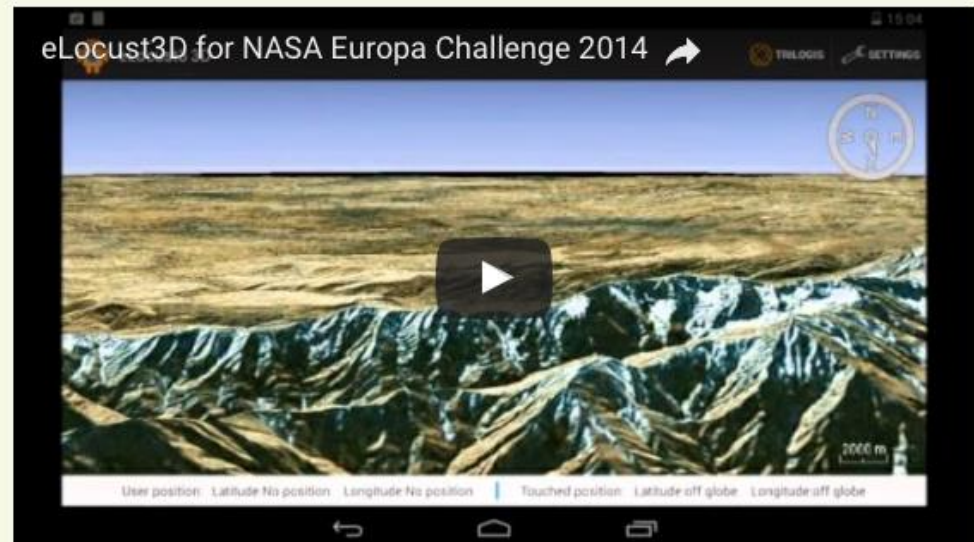 15:04
eLocust3D for NASA Europa Challenge 2014
TRILOGIS SETTINGS
2000 m
User position: Latitude No position Longitude No position Touched position: Latitude off globe Longitude off globe